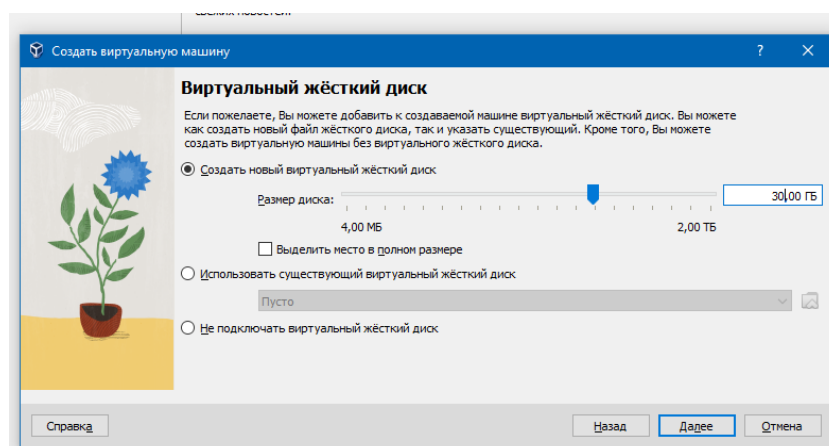 Создать виртуальную машину
?
Виртуальный жёсткий диск
Если пожелаете, Вы можете добавить к создаваемой машине виртуальный жёсткий диск. Вы можете
как создать новый файл жёсткого диска, так и указать существующий. Кроме того, Вы можете
создать виртуальную машины без виртуального жёсткого диска.
Создать новый виртуальный жёсткий диск
Размер диска:
30,00 ГБ
4,00 МБ
2,00 ТБ
Выделить место в полном размере
Использовать существующий виртуальный жёсткий диск
Пусто
Не подключать виртуальный жёсткий диск
Справка
Назад
Далее
Отмена